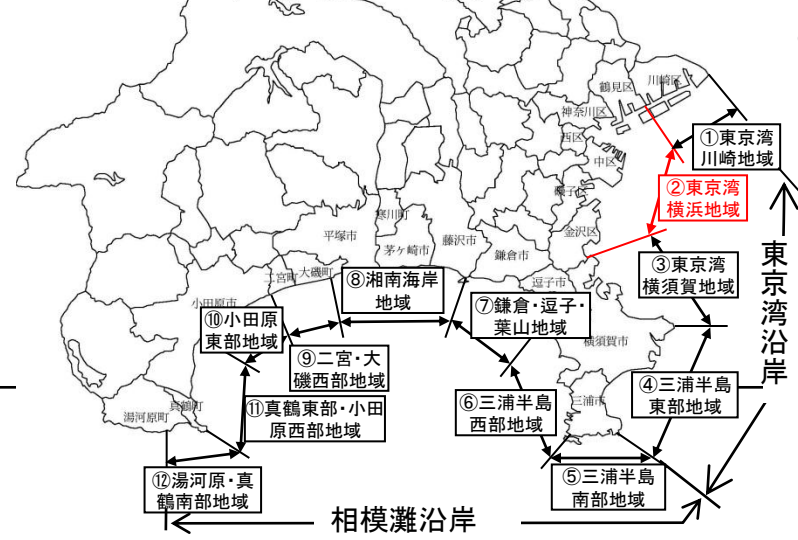 川崎区
鶴見区
神奈川区
西区
中区
磯子区
金沢区
①東京湾
川崎地域
②東京湾
横浜地域
③東京湾
横須賀地域
東京湾沿岸
寒川町
平塚市
茅ヶ崎市
藤沢市
鎌倉市
逗子市
二宮町
大磯町
小田原市
⑧湘南海岸
地域
⑦鎌倉・逗子・
葉山地域
⑩小田原
東部地域
⑨二宮・大
磯西部地域
横須賀市
④三浦半島
東部地域
三浦市
⑥三浦半島
西部地域
真鶴町
湯河原町
⑪真鶴東部・小田
原西部地域
⑫湯河原・真
鶴南部地域
⑤三浦半島
南部地域
相模灘沿岸